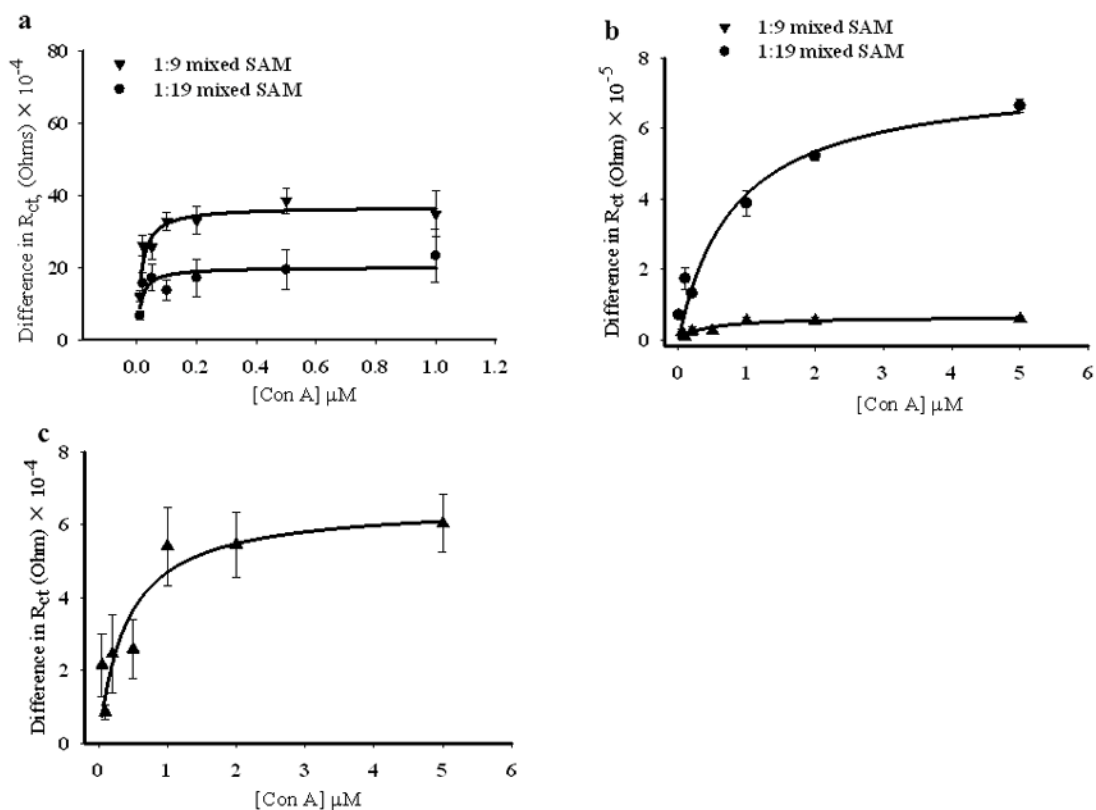 a
▼ 1:9 mixed SAM
● 1:19 mixed SAM
Difference in Rct, (Ohms) × 10-4
80
60
40
20
0
0.0 0.2 0.4 0.6 0.8 1.0 1.2
[Con A] μM
b
▼ 1:9 mixed SAM
● 1:19 mixed SAM
Difference in Rct (Ohm) × 10-5
8
6
4
2
0
0 1 2 3 4 5 6
[Con A] μM
c
Difference in Rct (Ohm) × 10-4
8
6
4
2
0
0 1 2 3 4 5 6
[Con A] μM